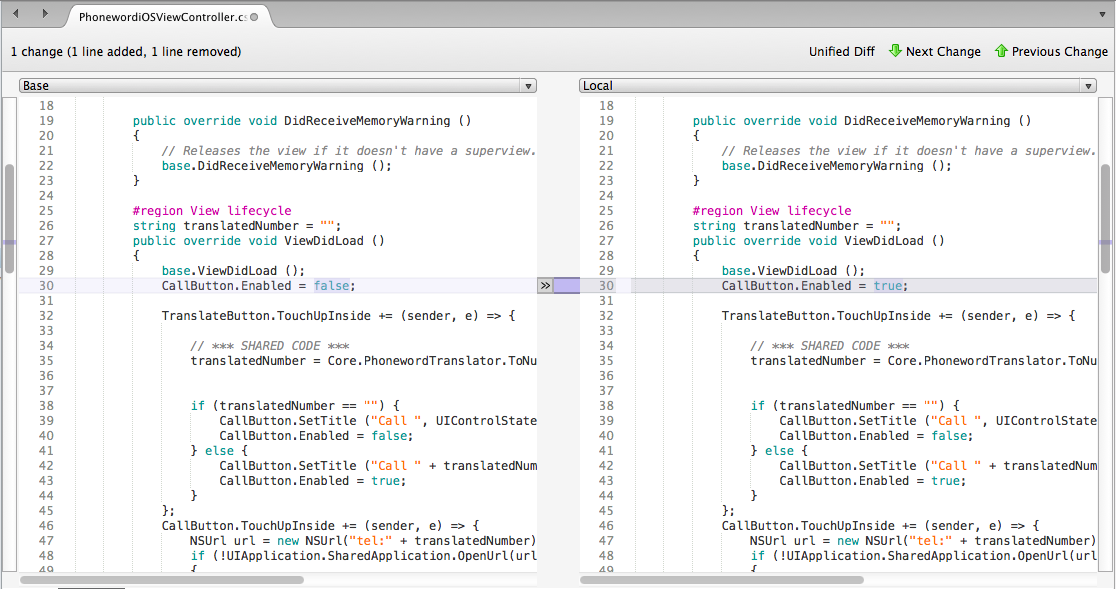 PhonewordiOSViewController.cs
1 change (1 line added, 1 line removed)
Unified Diff Next Change Previous Change
Base
18
19 public override void DidReceiveMemoryWarning ()
20 {
21 // Releases the view if it doesn't have a superview.
22 base.DidReceiveMemoryWarning ();
23 }
24
25 #region View lifecycle
26 string translatedNumber = "";
27 public override void ViewDidLoad ()
28 {
29 base.ViewDidLoad ();
30 CallButton.Enabled = false;
31
32 TranslateButton.TouchUpInside += (sender, e) => {
33
34 // *** SHARED CODE ***
35 translatedNumber = Core.PhonewordTranslator.ToNu
36
37
38 if (translatedNumber == "") {
39 CallButton.SetTitle ("Call ", UIControlState
40 CallButton.Enabled = false;
41 } else {
42 CallButton.SetTitle ("Call " + translatedNum
43 CallButton.Enabled = true;
44 }
45 };
46 CallButton.TouchUpInside += (sender, e) => {
47 NSUrl url = new NSUrl("tel:" + translatedNumber)
48 if (!UIApplication.SharedApplication.OpenUrl(url
49 {
Local
18
19 public override void DidReceiveMemoryWarning ()
20 {
21 // Releases the view if it doesn't have a superview.
22 base.DidReceiveMemoryWarning ();
23 }
24
25 #region View lifecycle
26 string translatedNumber = "";
27 public override void ViewDidLoad ()
28 {
29 base.ViewDidLoad ();
30 CallButton.Enabled = true;
31
32 TranslateButton.TouchUpInside += (sender, e) => {
33
34 // *** SHARED CODE ***
35 translatedNumber = Core.PhonewordTranslator.ToNu
36
37
38 if (translatedNumber == "") {
39 CallButton.SetTitle ("Call ", UIControlState
40 CallButton.Enabled = false;
41 } else {
42 CallButton.SetTitle ("Call " + translatedNum
43 CallButton.Enabled = true;
44 }
45 };
46 CallButton.TouchUpInside += (sender, e) => {
47 NSUrl url = new NSUrl("tel:" + translatedNumber)
48 if (!UIApplication.SharedApplication.OpenUrl(url
49 {